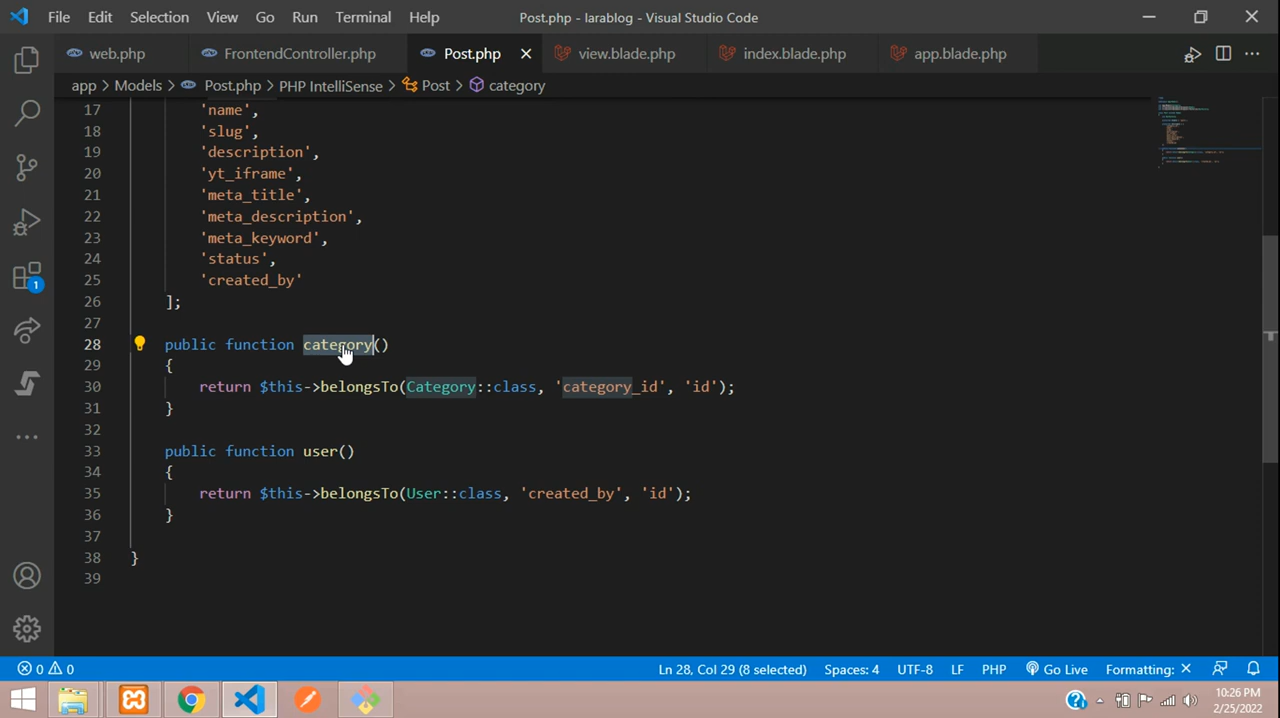 File Edit Selection View Go Run Terminal Help Post.php - larablog - Visual Studio Code
web.php FrontendController.php Post.php view.blade.php index.blade.php app.blade.php
app > Models > Post.php > PHP IntelliSense > Post > category
17 'name',
18 'slug',
19 'description',
20 'yt_iframe',
21 'meta_title',
22 'meta_description',
23 'meta_keyword',
24 'status',
25 'created_by'
26 ];
27
28 public function category()
29 {
30 return $this->belongsTo(Category::class, 'category_id', 'id');
31 }
32
33 public function user()
34 {
35 return $this->belongsTo(User::class, 'created_by', 'id');
36 }
37
38 }
39
1
0 0 Ln 28, Col 29 (8 selected) Spaces: 4 UTF-8 LF PHP Go Live Formatting:
10:26 PM
2/25/2022